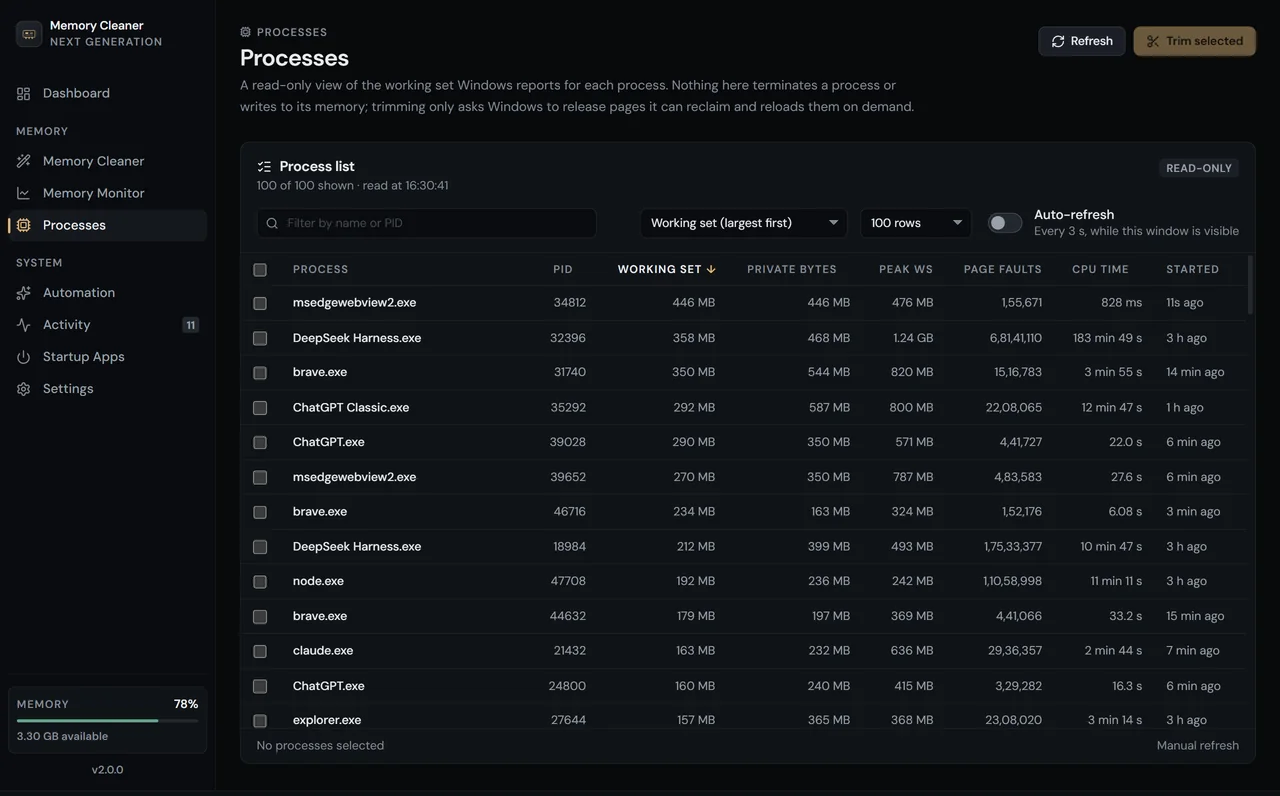 Memory Cleaner
NEXT GENERATION
Dashboard
MEMORY
Memory Cleaner
Memory Monitor
Processes
SYSTEM
Automation
Activity 11
Startup Apps
Settings
MEMORY 78%
3.30 GB available
v2.0.0
PROCESSES
Processes
A read-only view of the working set Windows reports for each process. Nothing here terminates a process or
writes to its memory; trimming only asks Windows to release pages it can reclaim and reloads them on demand.
Refresh
Trim selected
Process list
100 of 100 shown · read at 16:30:41
READ-ONLY
Filter by name or PID
Working set (largest first)
100 rows
Auto-refresh
Every 3 s, while this window is visible
PROCESS PID WORKING SET PRIVATE BYTES PEAK WS PAGE FAULTS CPU TIME STARTED
msedgewebview2.exe 34812 446 MB 446 MB 476 MB 1,55,671 828 ms 11s ago
DeepSeek Harness.exe 32396 358 MB 468 MB 1.24 GB 6,81,41,110 183 min 49 s 3 h ago
brave.exe 31740 350 MB 544 MB 820 MB 15,16,783 3 min 55 s 14 min ago
ChatGPT Classic.exe 35292 292 MB 587 MB 800 MB 22,08,065 12 min 47 s 1 h ago
ChatGPT.exe 39028 290 MB 350 MB 571 MB 4,41,727 22.0 s 6 min ago
msedgewebview2.exe 39652 270 MB 350 MB 787 MB 4,83,583 27.6 s 6 min ago
brave.exe 46716 234 MB 163 MB 324 MB 1,52,176 6.08 s 3 min ago
DeepSeek Harness.exe 18984 212 MB 399 MB 493 MB 1,75,33,377 10 min 47 s 3 h ago
node.exe 47708 192 MB 236 MB 242 MB 1,10,58,998 11 min 11 s 3 h ago
brave.exe 44632 179 MB 197 MB 369 MB 4,41,066 33.2 s 15 min ago
claude.exe 21432 163 MB 232 MB 636 MB 29,36,357 2 min 44 s 7 min ago
ChatGPT.exe 24800 160 MB 240 MB 415 MB 3,29,282 16.3 s 6 min ago
explorer.exe 27644 157 MB 365 MB 368 MB 23,08,020 3 min 14 s 3 h ago
No processes selected
Manual refresh